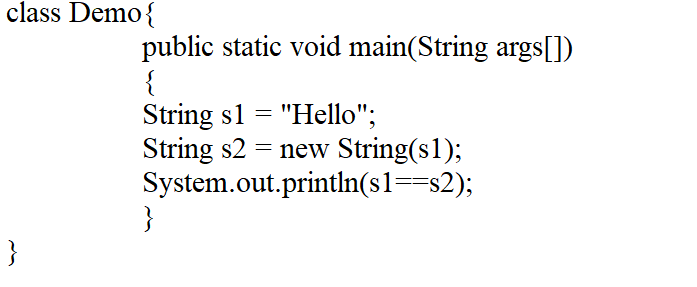 class Demo{
public static void main(String args[])
{
String s1 = "Hello";
String s2 = new String(s1);
System.out.println(s1==s2);
}
}